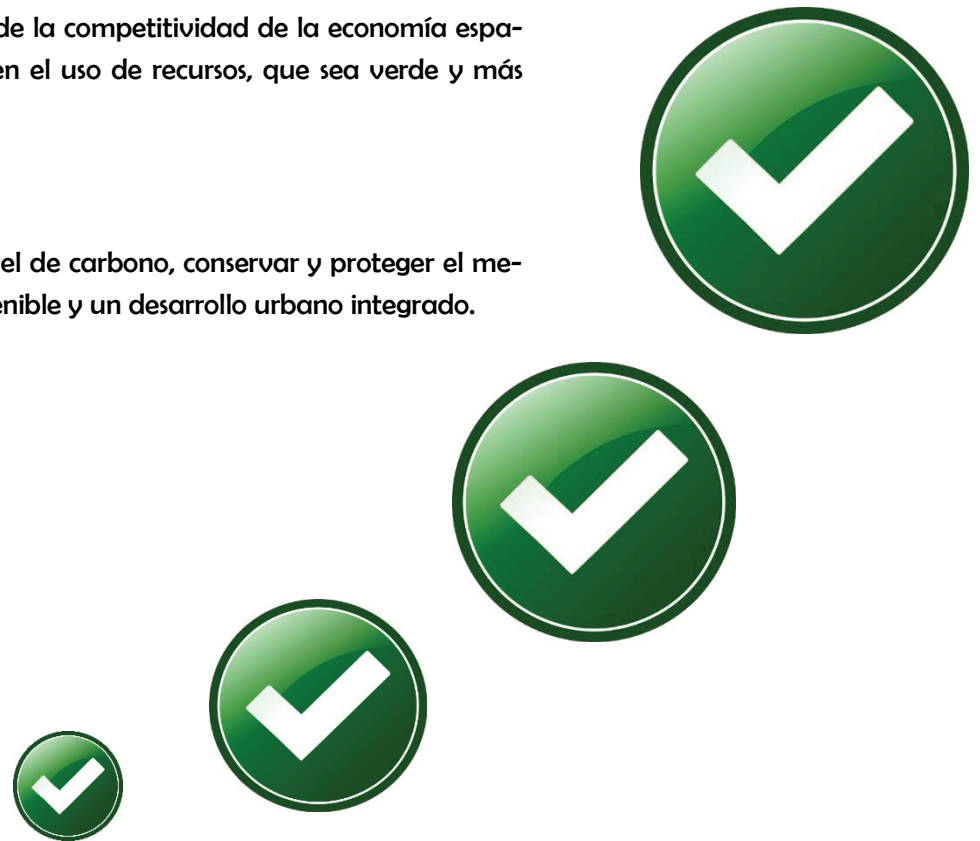 de la competitividad de la economía espa-
en el uso de recursos, que sea verde y más
el de carbono, conservar y proteger el me-
enible y un desarrollo urbano integrado.